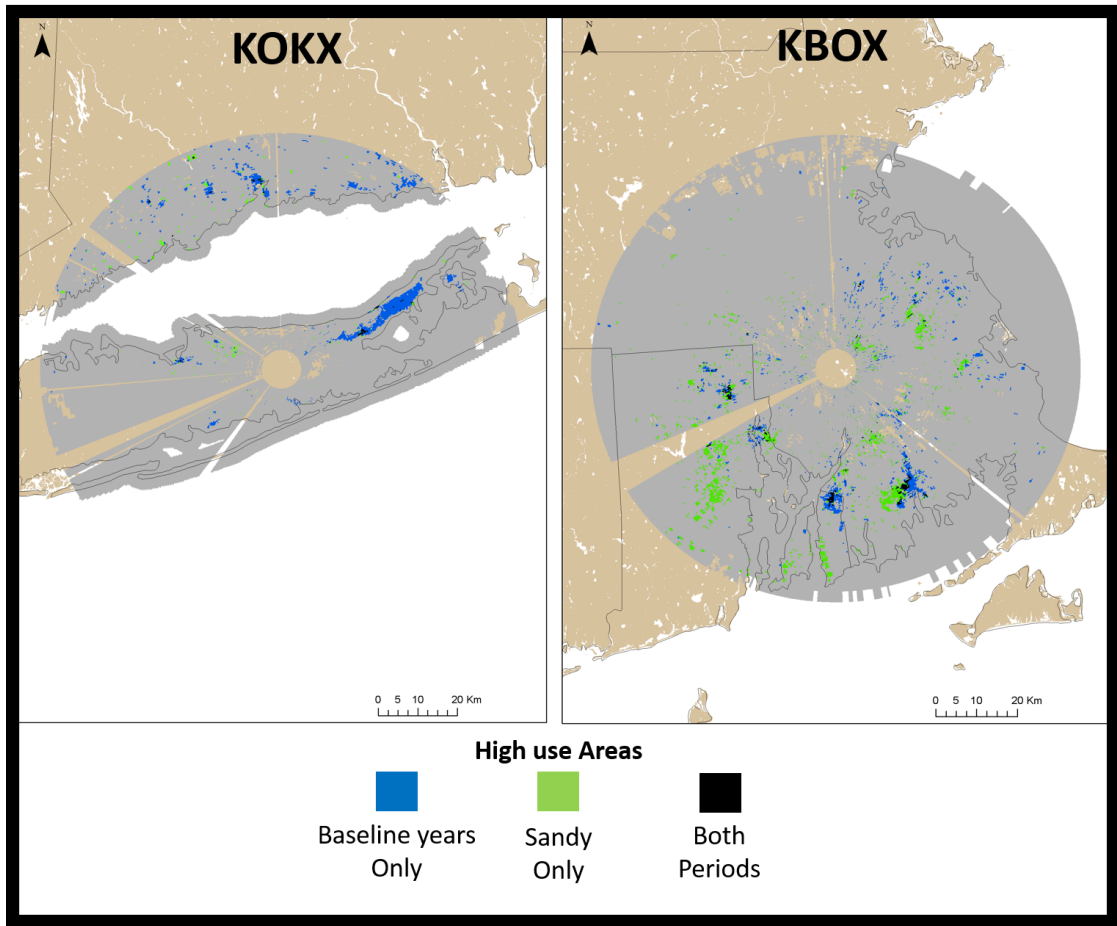 KOKX
KBOX
N
N
0 5 10 20 Km
0 5 10 20 Km
High use Areas
Baseline years
Only
Sandy
Only
Both
Periods